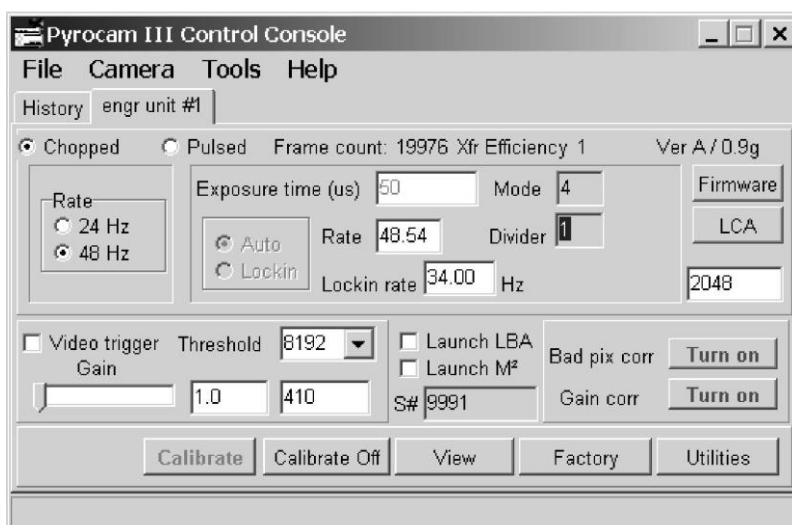 Pyrocam III Control Console
File Camera Tools Help
History engr unit #1
Chopped Pulsed Frame count: 19976 Xfr Efficiency 1 Ver A / 0.9g
Rate
24 Hz
48 Hz
Exposure time (us) 50 Mode 4
Auto
Lockin
Rate 48.54 Divider 1
Lockin rate 34.00 Hz
Firmware
LCA
2048
Video trigger Threshold 8192
Gain
1.0 410
Launch LBA
Launch M²
S# 9991
Bad pix corr Turn on
Gain corr Turn on
Calibrate Calibrate Off View Factory Utilities